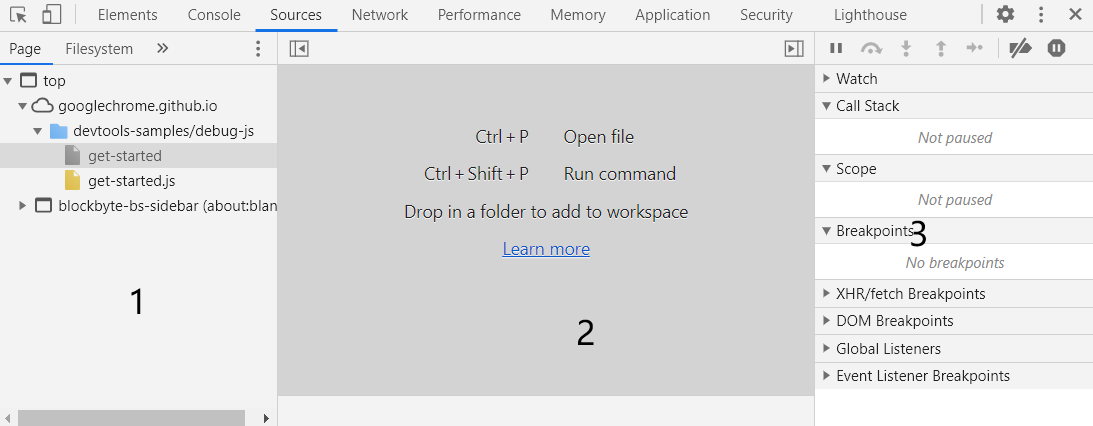 Elements Console Sources Network Performance Memory Application Security Lighthouse
Page Filesystem
top
googlechrome.github.io
devtools-samples/debug-js
get-started
get-started.js
blockbyte-bs-sidebar (about:blan
1
Ctrl + P Open file
Ctrl + Shift + P Run command
Drop in a folder to add to workspace
Learn more
2
Watch
Call Stack
Not paused
Scope
Not paused
Breakpoints
3
No breakpoints
XHR/fetch Breakpoints
DOM Breakpoints
Global Listeners
Event Listener Breakpoints